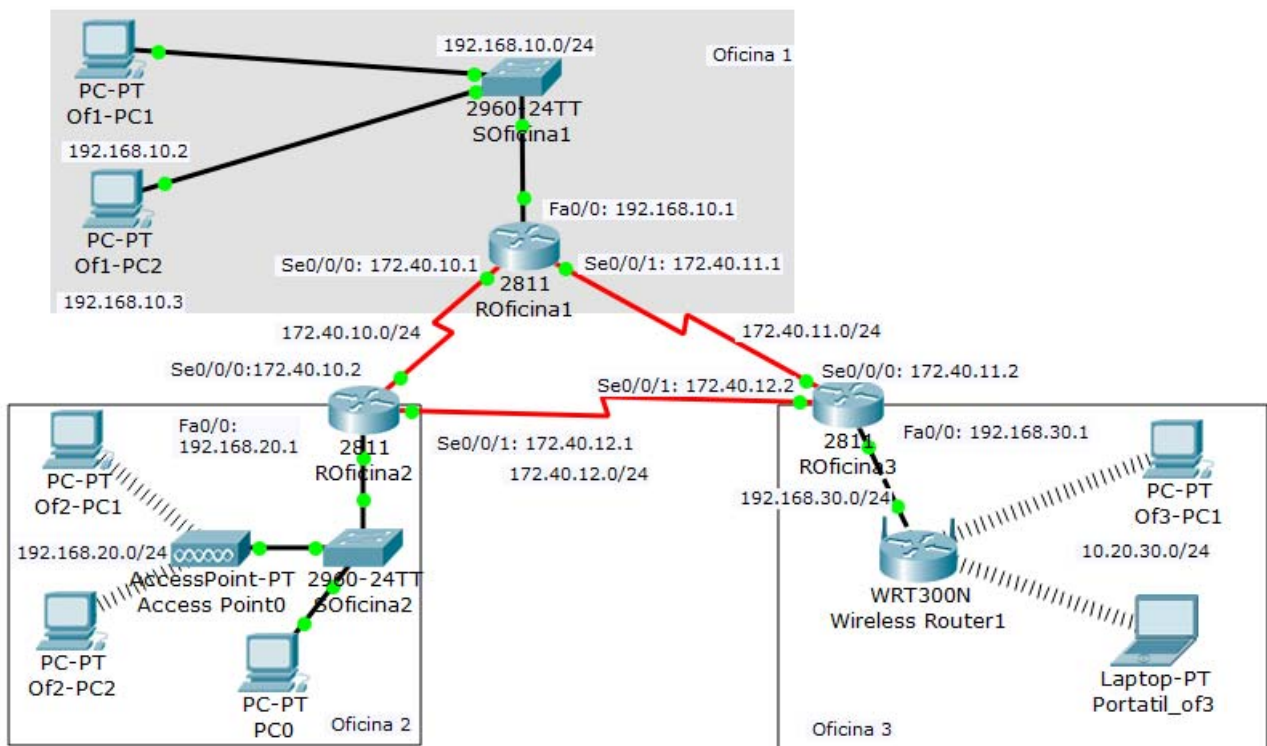 192.168.10.0/24
Oficina 1
PC-PT
Of1-PC1
2960-24TT
SOficina1
192.168.10.2
PC-PT
Of1-PC2
192.168.10.3
Fa0/0: 192.168.10.1
Se0/0/0: 172.40.10.1
Se0/0/1: 172.40.11.1
2811
ROficina1
172.40.10.0/24
172.40.11.0/24
Se0/0/0:172.40.10.2
Se0/0/1: 172.40.12.2
Se0/0/0: 172.40.11.2
Fa0/0:
192.168.20.1
2811
ROficina2
Se0/0/1: 172.40.12.1
172.40.12.0/24
2811
ROficina3
Fa0/0: 192.168.30.1
192.168.30.0/24
PC-PT
Of2-PC1
192.168.20.0/24
AccessPoint-PT
Access Point0
2960-24TT
SOficina2
PC-PT
Of2-PC2
PC-PT
PC0
Oficina 2
PC-PT
Of3-PC1
10.20.30.0/24
WRT300N
Wireless Router1
Laptop-PT
Portatil_of3
Oficina 3